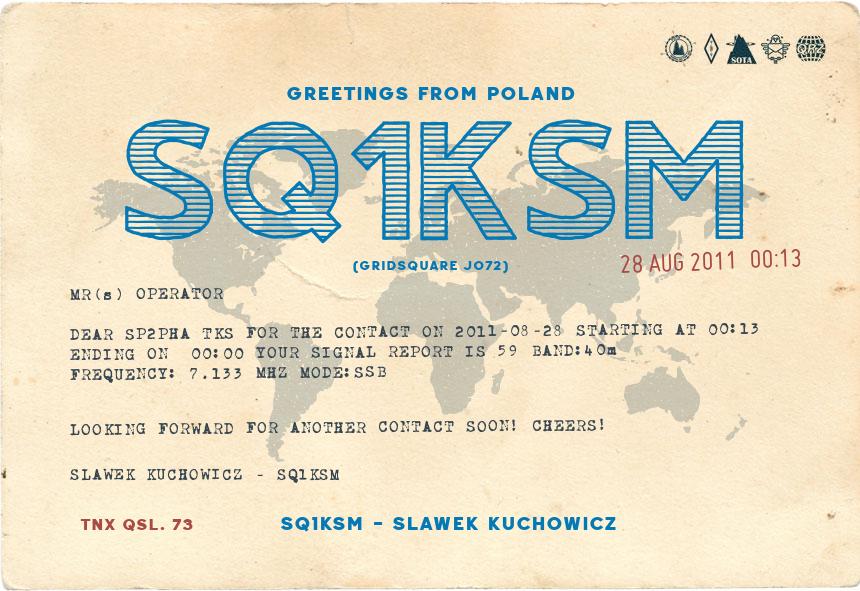 SOTA
QRZ
GREETINGS FROM POLAND
SQ1KSM
(GRIDSQUARE JO72)
28 AUG 2011 00:13
MR(s) OPERATOR
DEAR SP2PHA TKS FOR THE CONTACT ON 2011-08-28 STARTING AT 00:13
ENDING ON 00:00 YOUR SIGNAL REPORT IS 59 BAND:40m
FREQUENCY: 7.133 MHZ MODE:SSB
LOOKING FORWARD FOR ANOTHER CONTACT SOON! CHEERS!
SLAWEK KUCHOWICZ - SQ1KSM
TNX QSL. 73
SQ1KSM - SLAWEK KUCHOWICZ